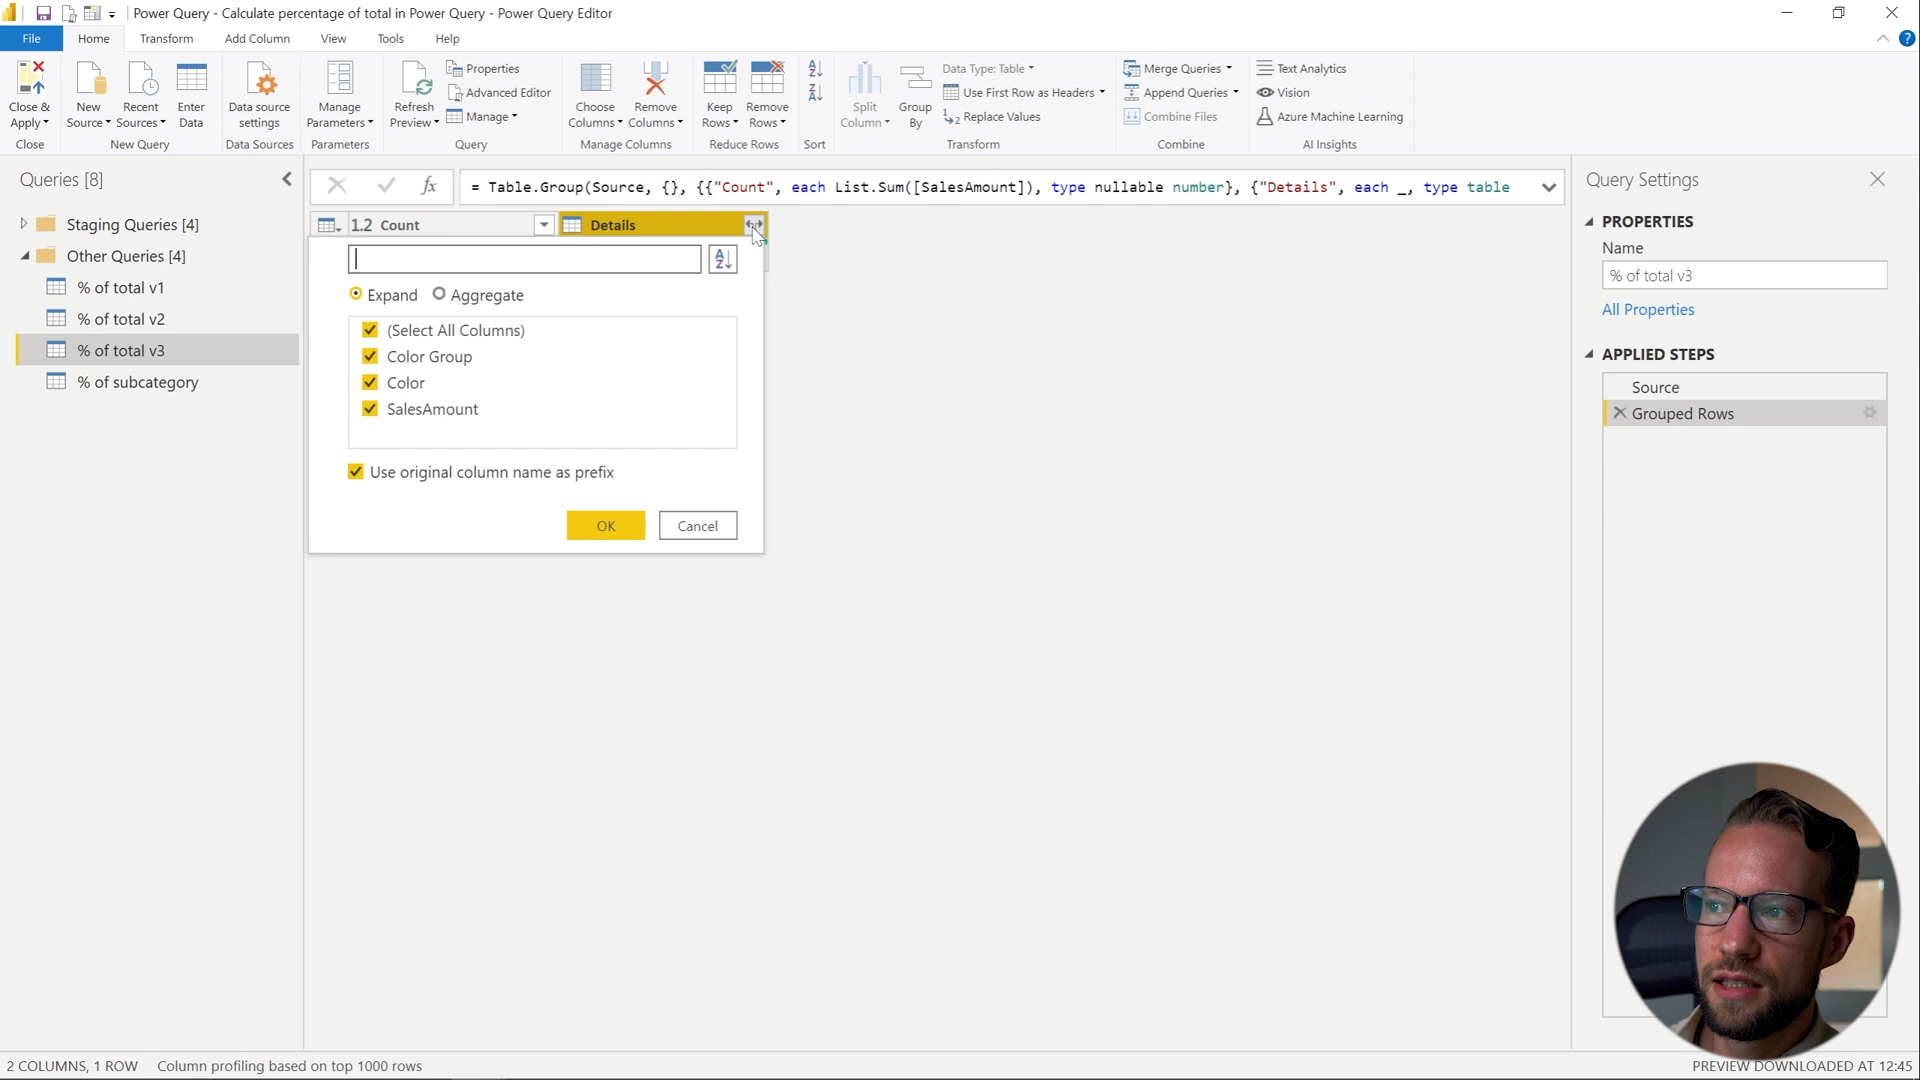 Power Query - Calculate percentage of total in Power Query - Power Query Editor
File Home Transform Add Column View Tools Help
Close & Apply
New Source
Recent Sources
Enter Data
Data source settings
Manage Parameters
Refresh Preview
Properties
Advanced Editor
Manage
Choose Columns
Remove Columns
Keep Rows
Remove Rows
Split Column
Group By
Data Type: Table
Use First Row as Headers
Replace Values
Merge Queries
Append Queries
Combine Files
Text Analytics
Vision
Azure Machine Learning
Close New Query Data Sources Parameters Query Manage Columns Reduce Rows Sort Transform Combine AI Insights
Queries [8]
Staging Queries [4]
Other Queries [4]
% of total v1
% of total v2
% of total v3
% of subcategory
= Table.Group(Source, {}, {{"Count", each List.Sum([SalesAmount]), type nullable number}, {"Details", each _, type table
1.2 Count Details
Expand Aggregate
(Select All Columns)
Color Group
Color
SalesAmount
Use original column name as prefix
OK Cancel
Query Settings
PROPERTIES
Name
% of total v3
All Properties
APPLIED STEPS
Source
Grouped Rows
2 COLUMNS, 1 ROW Column profiling based on top 1000 rows
PREVIEW DOWNLOADED AT 12:45